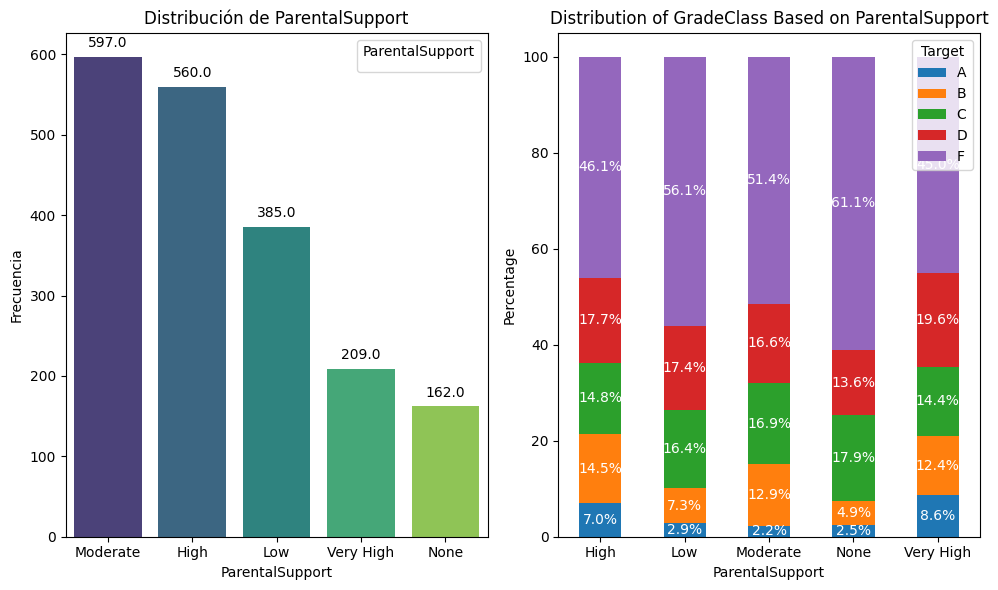 Distribución de ParentalSupport
ParentalSupport
597.0
560.0
385.0
209.0
162.0
600
500
400
300
200
100
0
Frecuencia
Moderate High Low Very High None
ParentalSupport
Distribution of GradeClass Based on ParentalSupport
Target
A
B
C
D
F
100
80
60
40
20
0
Percentage
46.1% 56.1% 51.4% 61.1% 45.0%
17.7% 17.4% 16.6% 13.6% 19.6%
14.8% 16.4% 16.9% 17.9% 14.4%
14.5% 7.3% 12.9% 4.9% 12.4%
7.0% 2.9% 2.2% 2.5% 8.6%
High Low Moderate None Very High
ParentalSupport